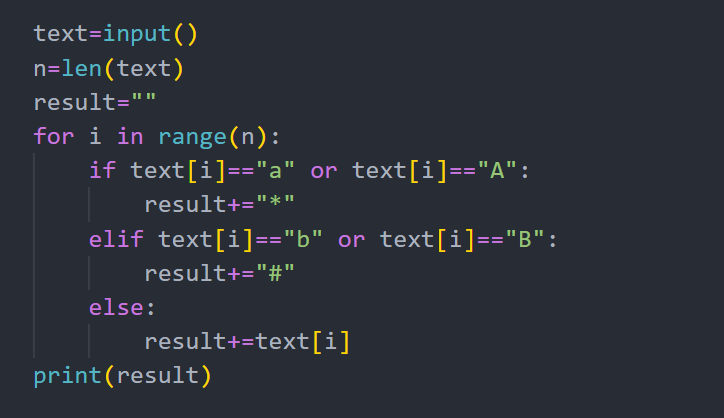 text=input()
n=len(text)
result=""
for i in range(n):
    if text[i]=="a" or text[i]=="A":
        result+="*"
    elif text[i]=="b" or text[i]=="B":
        result+="#"
    else:
        result+=text[i]
print(result)